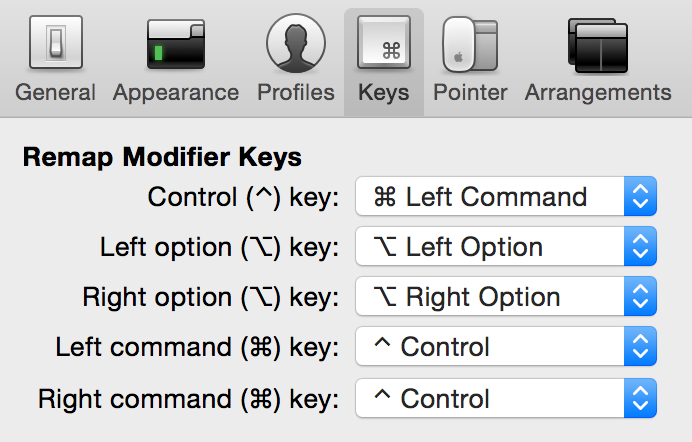 General Appearance Profiles Keys Pointer Arrangements
Remap Modifier Keys
Control (^) key: ⌘ Left Command
Left option (⌥) key: ⌥ Left Option
Right option (⌥) key: ⌥ Right Option
Left command (⌘) key: ^ Control
Right command (⌘) key: ^ Control